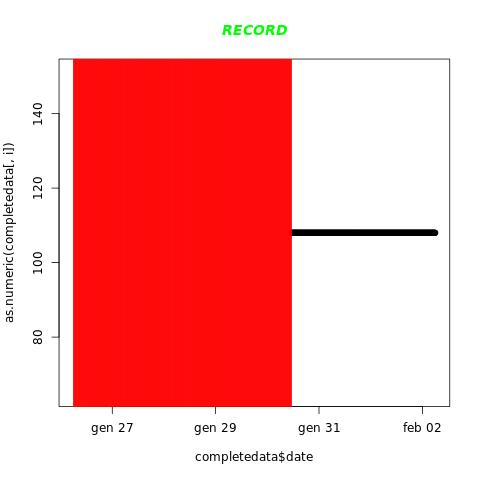 RECORD
as.numeric(completedata[, i])
140
120
100
80
gen 27 gen 29 gen 31 feb 02
completedata$date